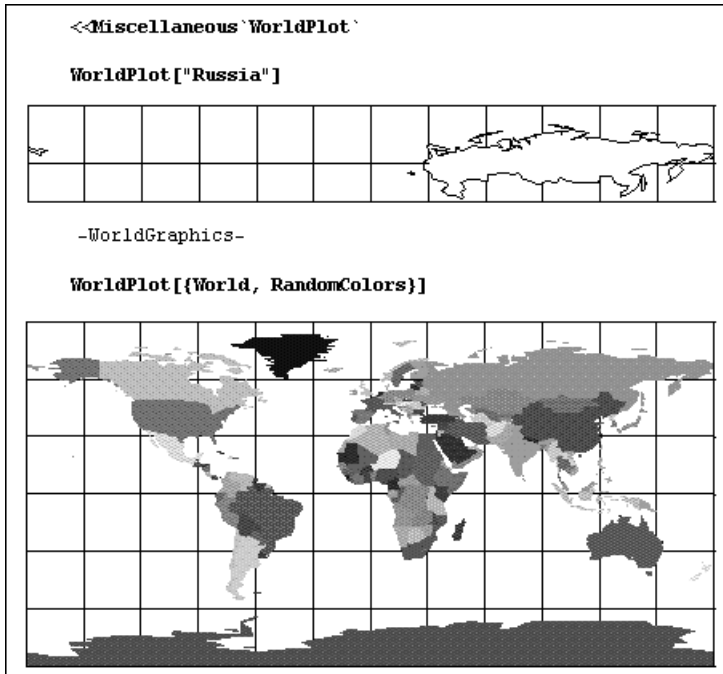 <<Miscellaneous`WorldPlot`
WorldPlot["Russia"]
-WorldGraphics-
WorldPlot[{World, RandomColors}]